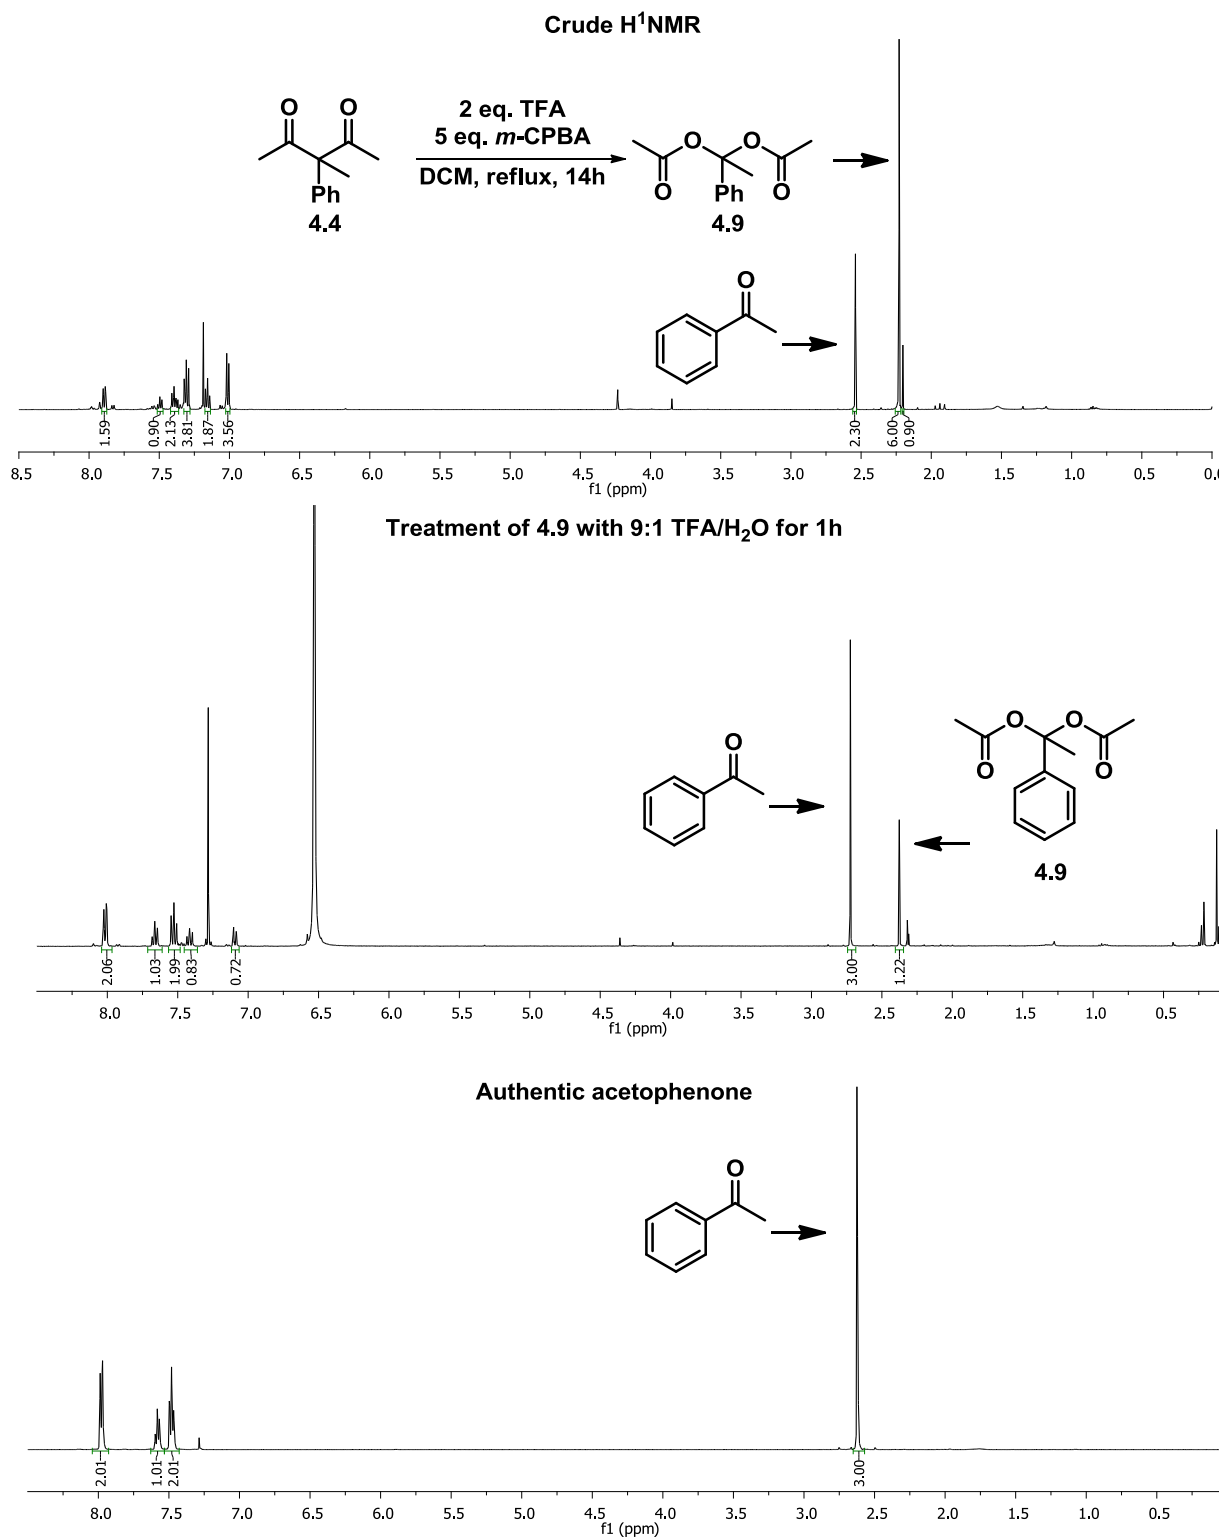 Crude H¹NMR
O O
Ph
4.4
2 eq. TFA
5 eq. m-CPBA
DCM, reflux, 14h
O O
O O
Ph
4.9
O
1.59 0.90 2.13 3.81 1.87 3.56 2.30 6.00 0.90
8.5 8.0 7.5 7.0 6.5 6.0 5.5 5.0 4.5 4.0 3.5 3.0 2.5 2.0 1.5 1.0 0.5 0.0
f1 (ppm)
Treatment of 4.9 with 9:1 TFA/H₂O for 1h
O
O O
O O
4.9
2.06 1.03 1.99 0.83 0.72 3.00 1.22
8.0 7.5 7.0 6.5 6.0 5.5 5.0 4.5 4.0 3.5 3.0 2.5 2.0 1.5 1.0 0.5
f1 (ppm)
Authentic acetophenone
O
2.01 1.01 2.01 3.00
8.0 7.5 7.0 6.5 6.0 5.5 5.0 4.5 4.0 3.5 3.0 2.5 2.0 1.5 1.0 0.5
f1 (ppm)